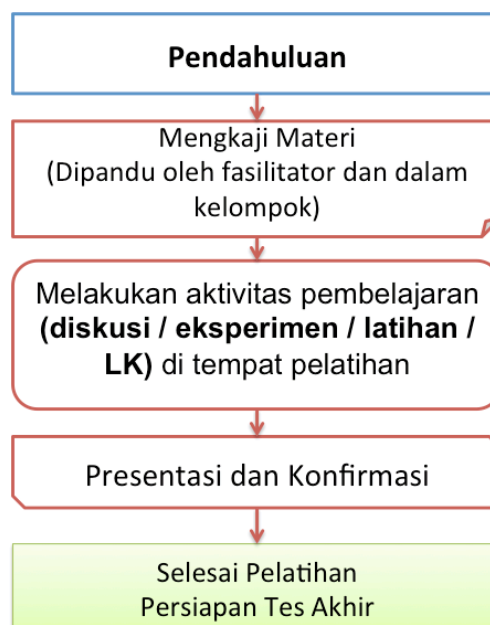 Pendahuluan
Mengkaji Materi
(Dipandu oleh fasilitator dan dalam
kelompok)
Melakukan aktivitas pembelajaran
(diskusi / eksperimen / latihan /
LK) di tempat pelatihan
Presentasi dan Konfirmasi
Selesai Pelatihan
Persiapan Tes Akhir